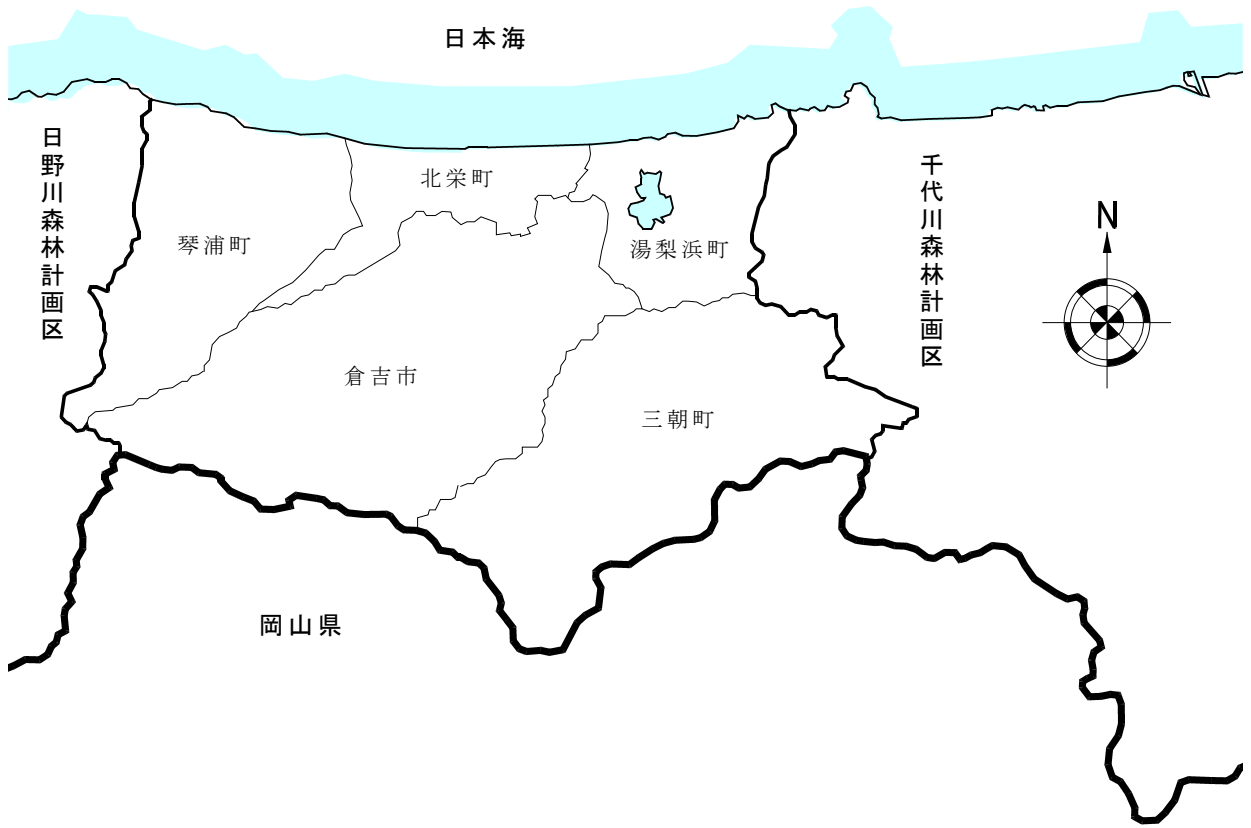 日本海
日野川森林計画区
千代川森林計画区
北栄町
N
琴浦町
湯梨浜町
倉吉市
三朝町
岡山県